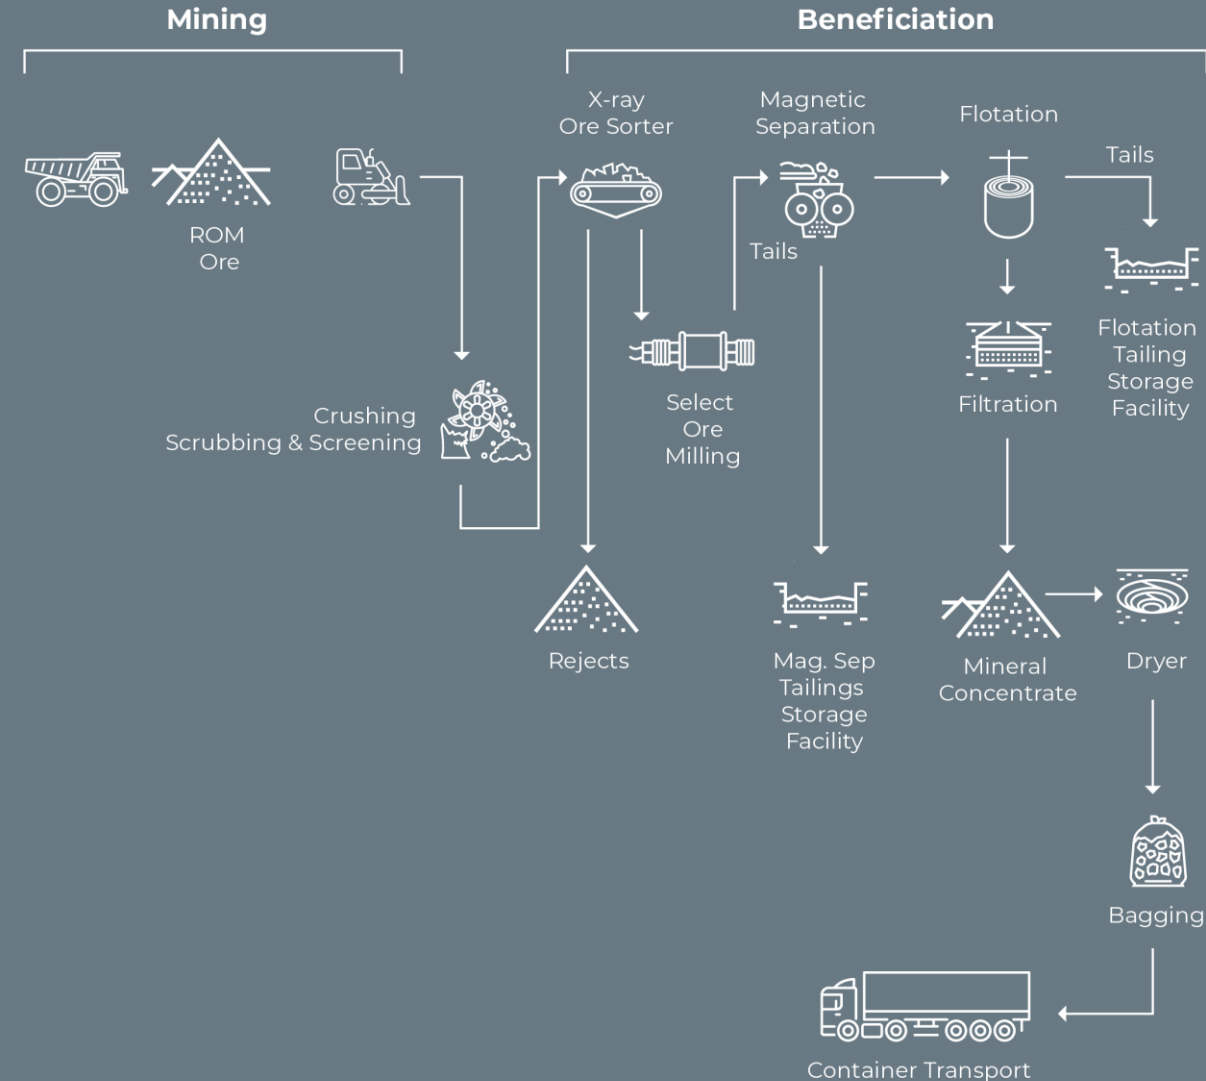 Mining
Beneficiation
X-ray
Ore Sorter
Magnetic
Separation
Flotation
Tails
ROM
Ore
Tails
Flotation
Tailing
Storage
Facility
Crushing
Scrubbing & Screening
Select
Ore
Milling
Filtration
Rejects
Mag. Sep
Tailings
Storage
Facility
Mineral
Concentrate
Dryer
Bagging
Container Transport